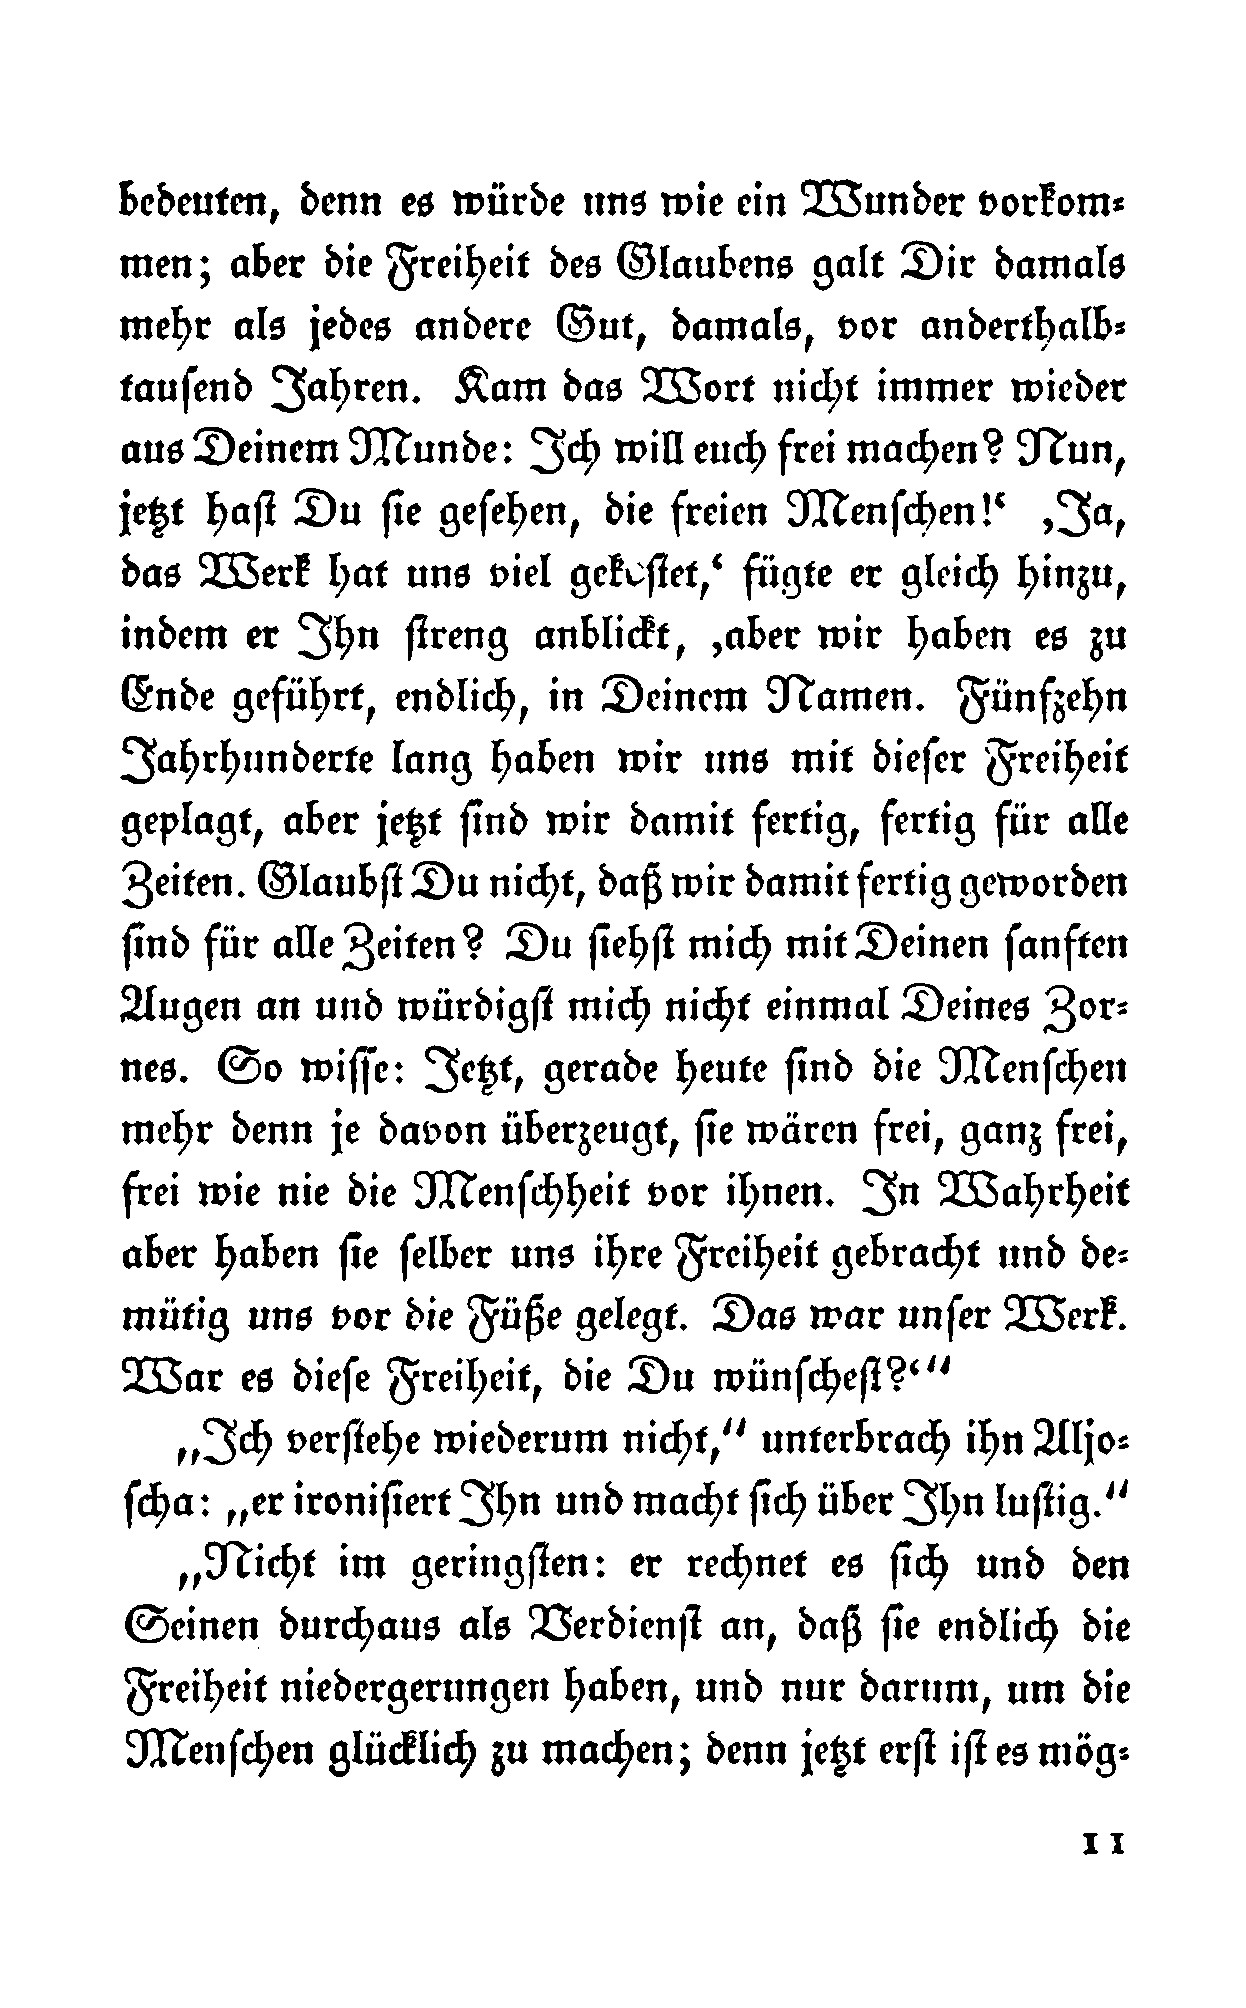 bedeuten, denn es würde uns wie ein Wunder vorkom-
men; aber die Freiheit des Glaubens galt Dir damals
mehr als jedes andere Gut, damals, vor anderthalb-
tausend Jahren. Kam das Wort nicht immer wieder
aus Deinem Munde: Ich will euch frei machen? Nun,
jetzt hast Du sie gesehen, die freien Menschen!‘ ‚Ja,
das Werk hat uns viel gekostet,‘ fügte er gleich hinzu,
indem er Ihn streng anblickt, ‚aber wir haben es zu
Ende geführt, endlich, in Deinem Namen. Fünfzehn
Jahrhunderte lang haben wir uns mit dieser Freiheit
geplagt, aber jetzt sind wir damit fertig, fertig für alle
Zeiten. Glaubst Du nicht, daß wir damit fertig geworden
sind für alle Zeiten? Du siehst mich mit Deinen sanften
Augen an und würdigst mich nicht einmal Deines Zor-
nes. So wisse: Jetzt, gerade heute sind die Menschen
mehr denn je davon überzeugt, sie wären frei, ganz frei,
frei wie nie die Menschheit vor ihnen. In Wahrheit
aber haben sie selber uns ihre Freiheit gebracht und de-
mütig uns vor die Füße gelegt. Das war unser Werk.
War es diese Freiheit, die Du wünschest?‘“
„Ich verstehe wiederum nicht,“ unterbrach ihn Aljo-
scha: „er ironisiert Ihn und macht sich über Ihn lustig.“
„Nicht im geringsten: er rechnet es sich und den
Seinen durchaus als Verdienst an, daß sie endlich die
Freiheit niedergerungen haben, und nur darum, um die
Menschen glücklich zu machen; denn jetzt erst ist es mög-
11